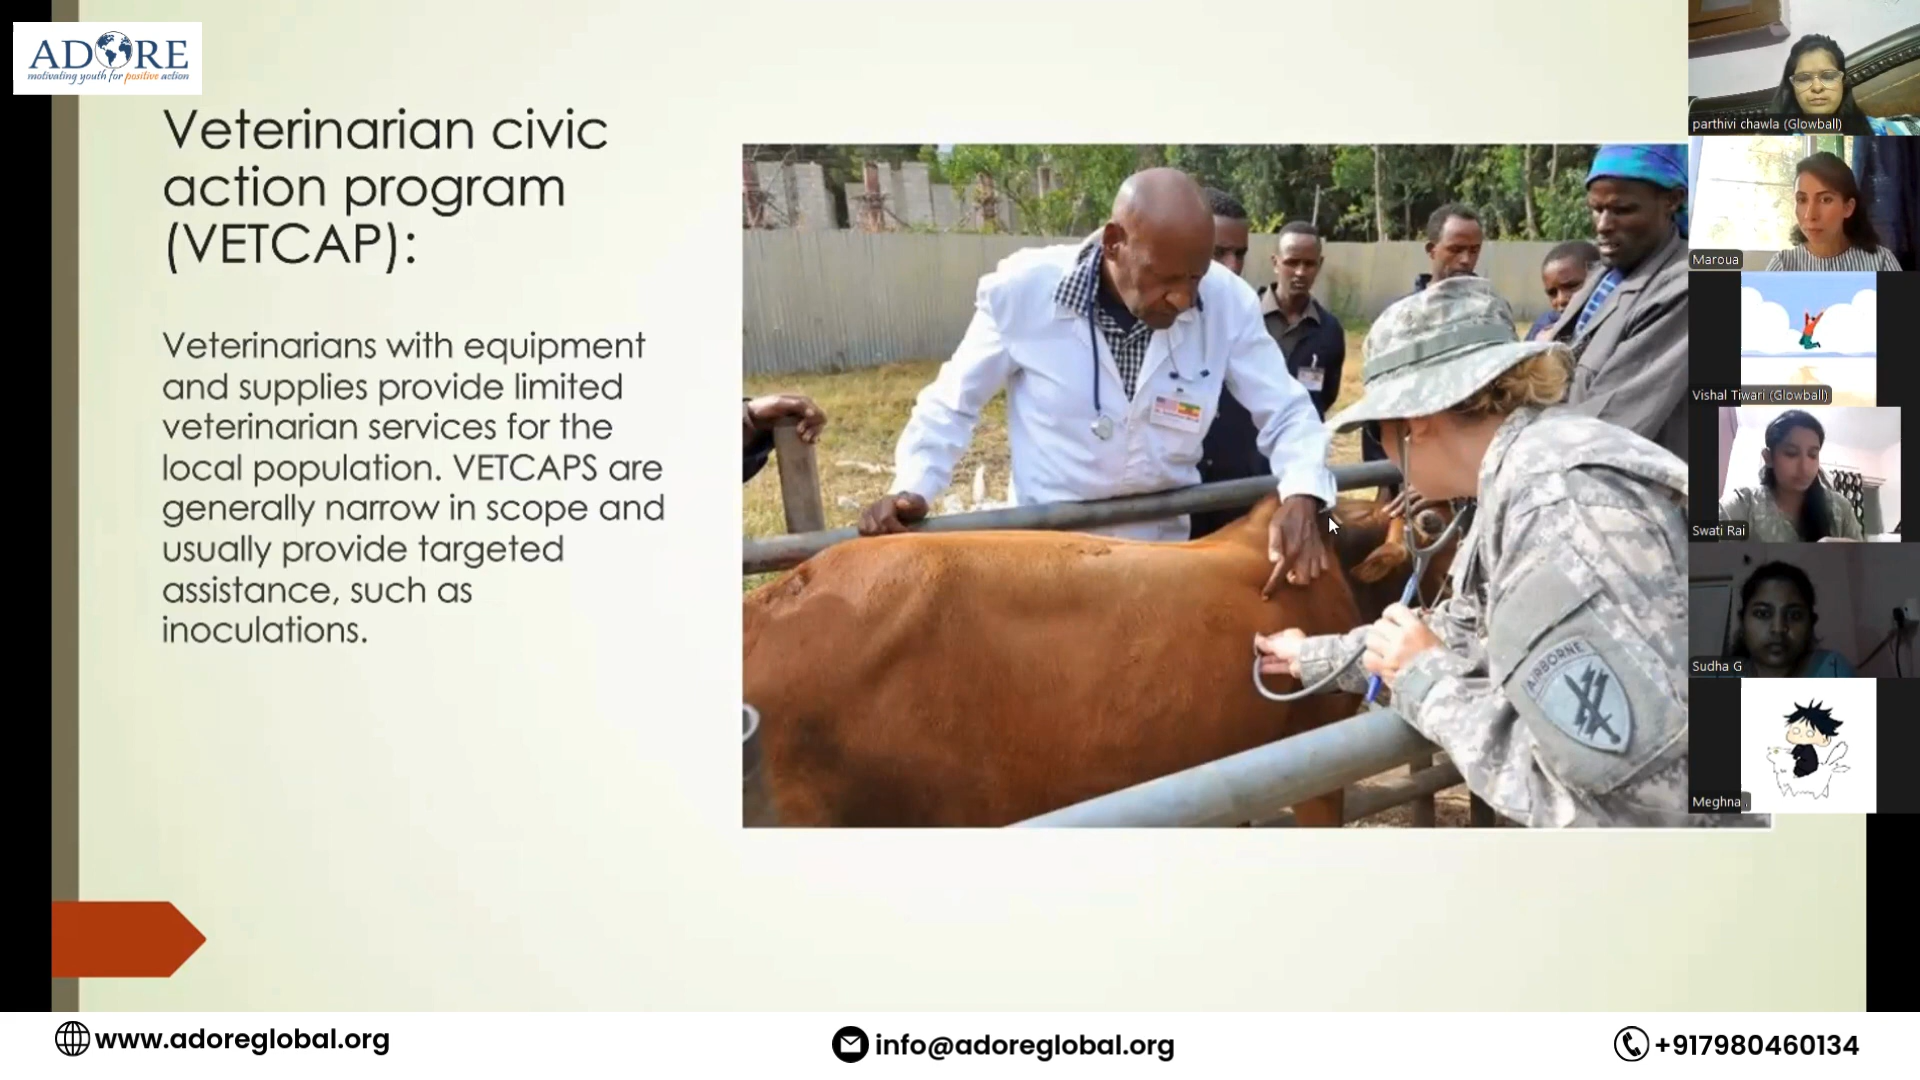 ADORE
motivating youth for positive action
Veterinarian civic
action program
(VETCAP):
Veterinarians with equipment
and supplies provide limited
veterinarian services for the
local population. VETCAPS are
generally narrow in scope and
usually provide targeted
assistance, such as
inoculations.
AIRBORNE
parthivi chawla (Glowball)
Maroua
Vishal Tiwari (Glowball)
Swati Rai
Sudha G
Meghna
www.adoreglobal.org
info@adoreglobal.org
+917980460134